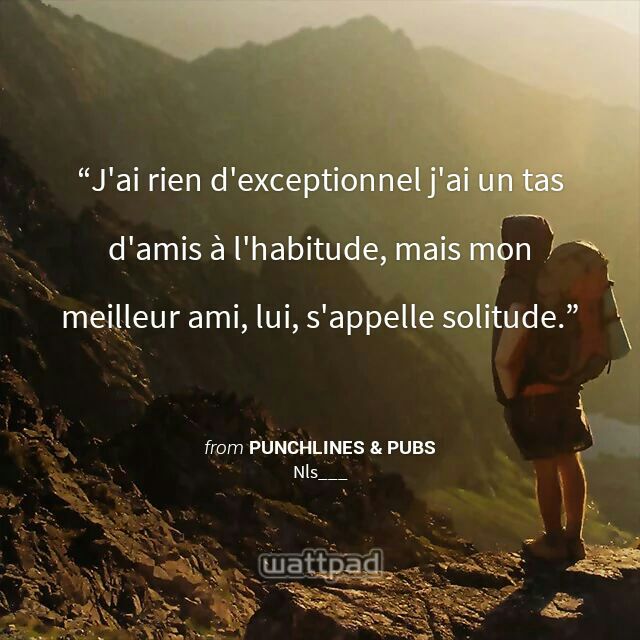 “J'ai rien d'exceptionnel j'ai un tas
d'amis à l'habitude, mais mon
meilleur ami, lui, s'appelle solitude.”
from PUNCHLINES & PUBS
Nls___
wattpad